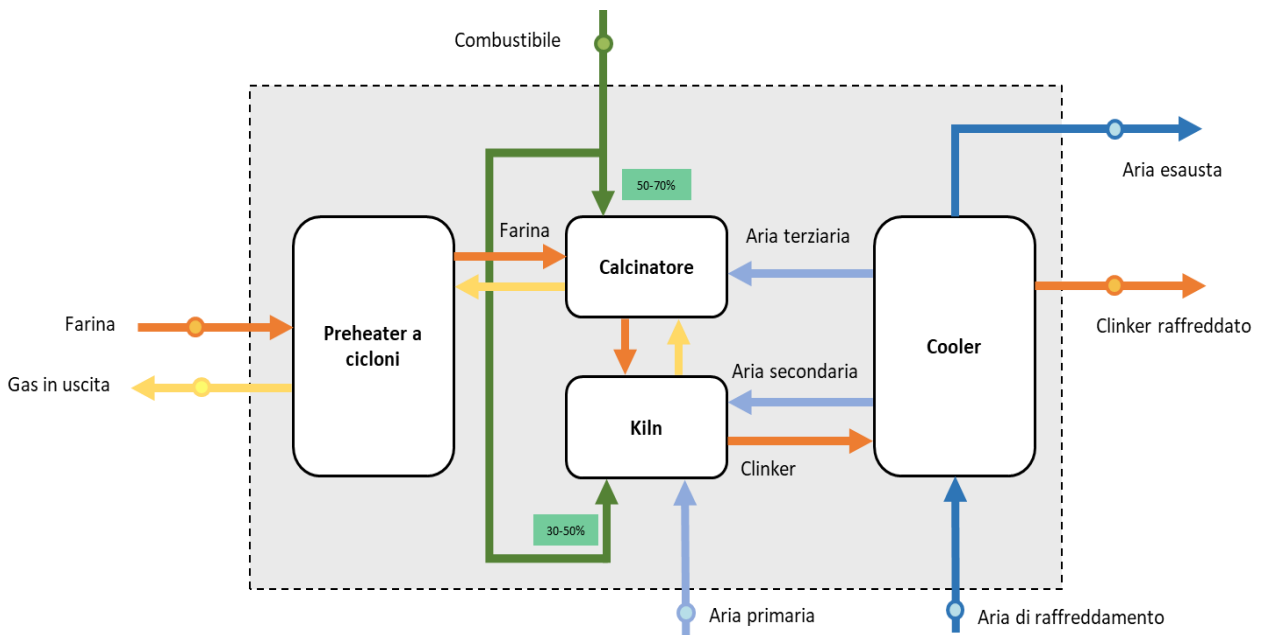 Combustibile
Aria esausta
50-70%
Farina
Aria terziaria
Calcinatore
Farina
Preheater a
cicloni
Clinker raffreddato
Cooler
Gas in uscita
Aria secondaria
Kiln
Clinker
30-50%
Aria primaria
Aria di raffreddamento